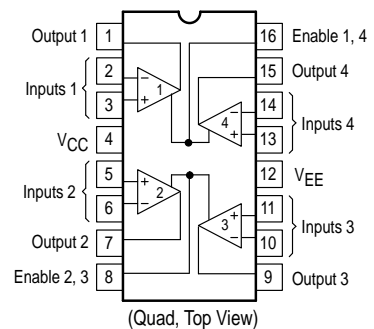 Output 1 1 16 Enable 1, 4
2 15 Output 4
Inputs 1 − 1 14
3 + 4 − Inputs 4
VCC 4 + 13
5 + 12 VEE
Inputs 2 2 11
6 − 3 + Inputs 3
Output 2 7 − 10
Enable 2, 3 8 9 Output 3
(Quad, Top View)